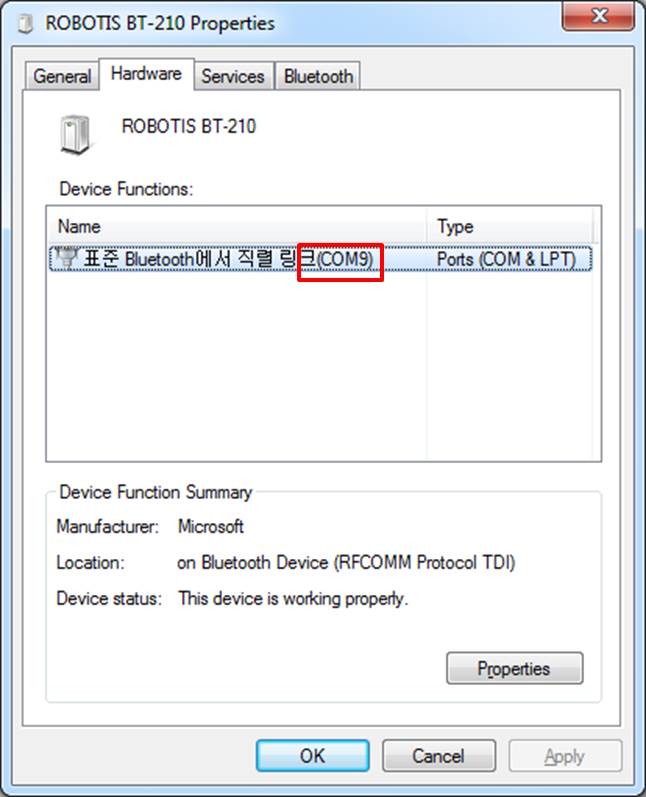 ROBOTIS BT-210 Properties
General Hardware Services Bluetooth
ROBOTIS BT-210
Device Functions:
Name Type
표준 Bluetooth에서 직렬 링크(COM9) Ports (COM & LPT)
Device Function Summary
Manufacturer: Microsoft
Location: on Bluetooth Device (RFCOMM Protocol TDI)
Device status: This device is working properly.
Properties
OK Cancel Apply